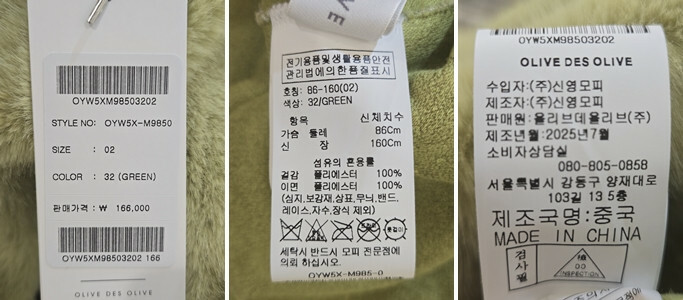 OYW5XM98503202
STYLE NO: OYW5X-M9850
SIZE : 02
COLOR : 32 (GREEN)
판매가격 : ₩ 166,000
OYW5XM98503202 166
OLIVE DES OLIVE
OLIVE
전기용품및생활용품안전
관리법에의한품질표시
호칭: 86-160(02)
색상: 32/GREEN
항목 신체치수
가슴 둘레 86Cm
신 장 160Cm
섬유의 혼용률
겉감 폴리에스터 100%
이면 폴리에스터 100%
(심지,보강재,상표,무늬,밴드,
레이스,자수,장식 제외)
세탁시 반드시 모피 전문점에
의뢰 하십시오.
OYW5X-M985-0
OYW5XM98503202
OLIVE DES OLIVE
수입자:(주)신영모피
제조자:(주)신영모피
판매원:올리브데올리브(주)
제조년월:2025년7월
소비자상담실
080-805-0858
서울특별시 강동구 양재대로
103길 13 5층
제조국명:중국
MADE IN CHINA
검사필
00
INSPECTION